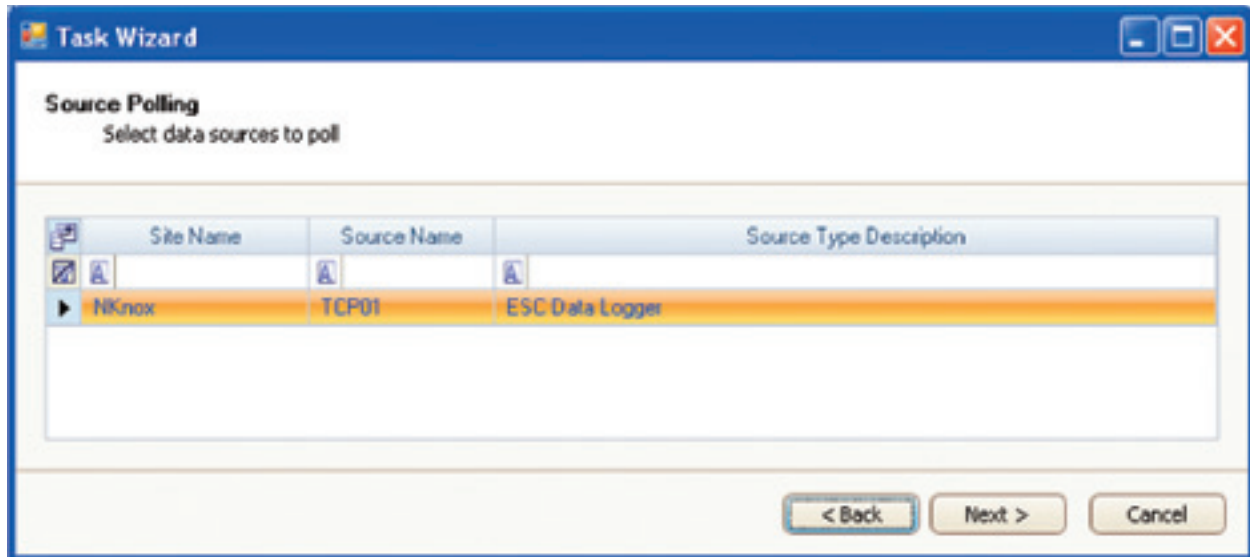 Task Wizard
Source Polling
Select data sources to poll
Site Name Source Name Source Type Description
A A A
NKnox TCP01 ESC Data Logger
< Back Next > Cancel